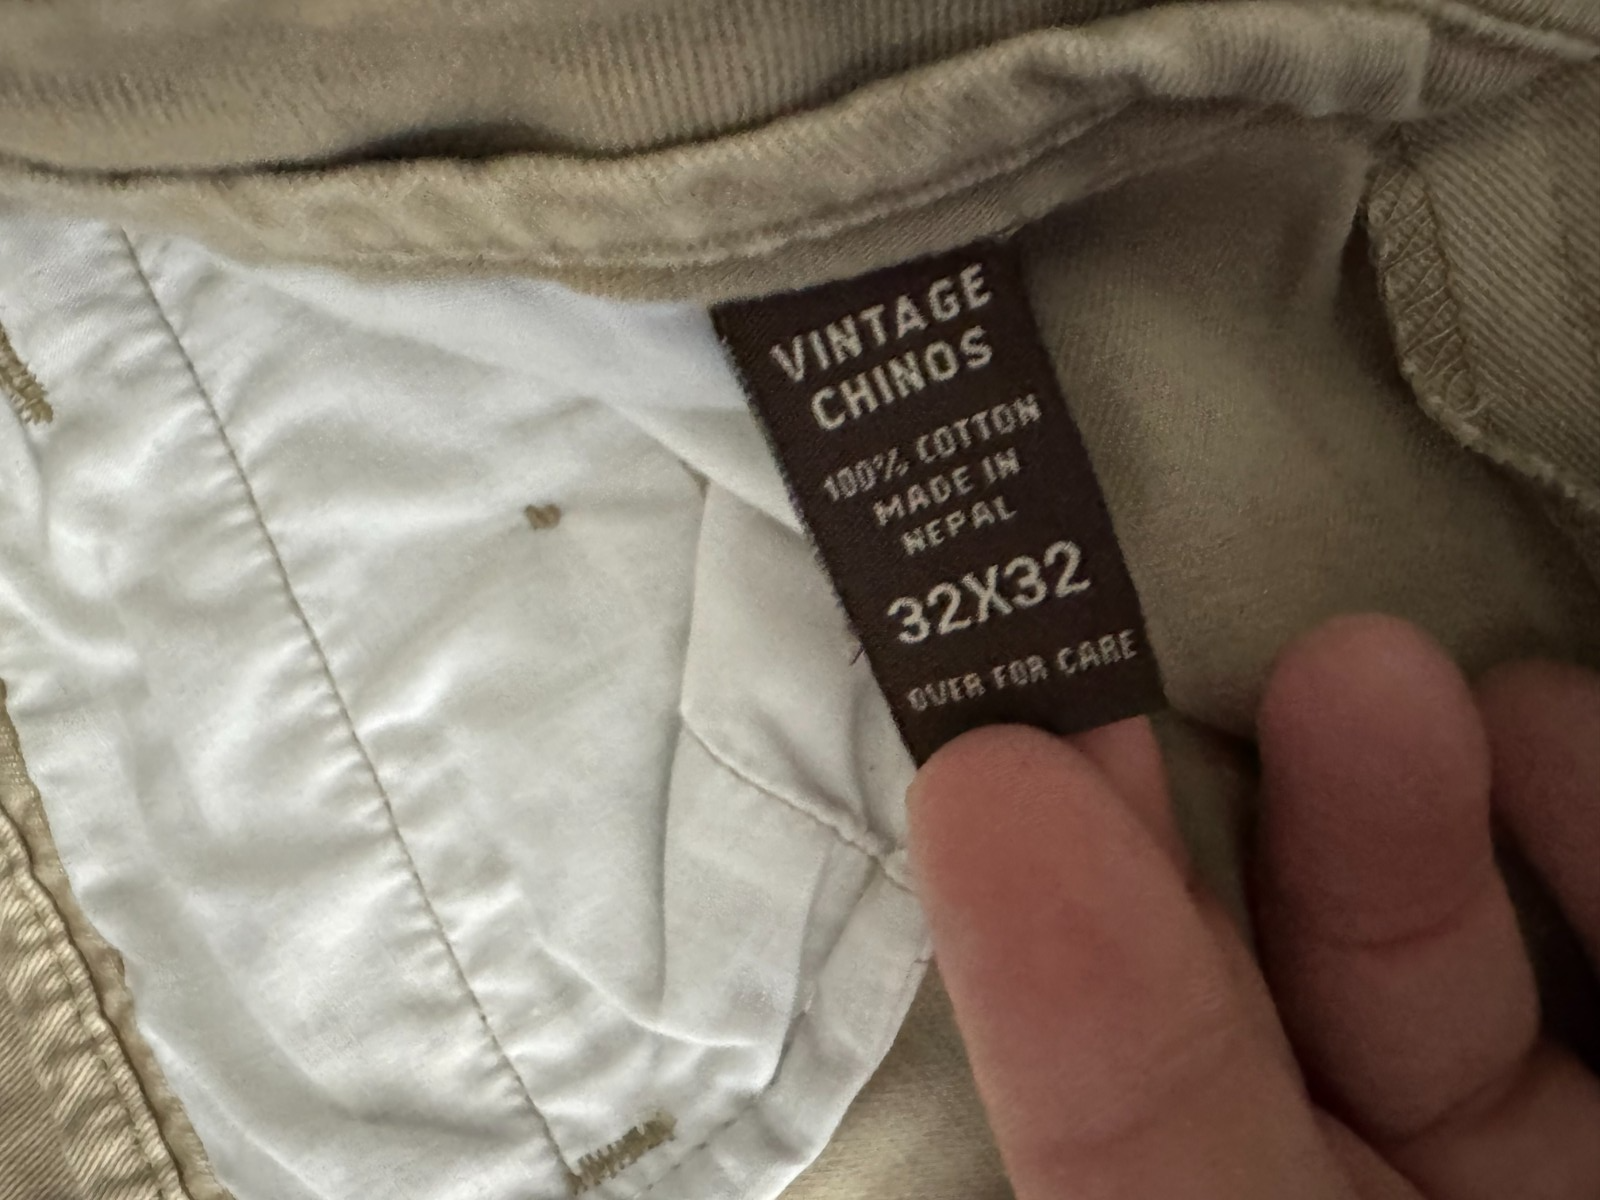 VINTAGE
CHINOS
100% COTTON
MADE IN
NEPAL
32X32
OVER FOR CARE